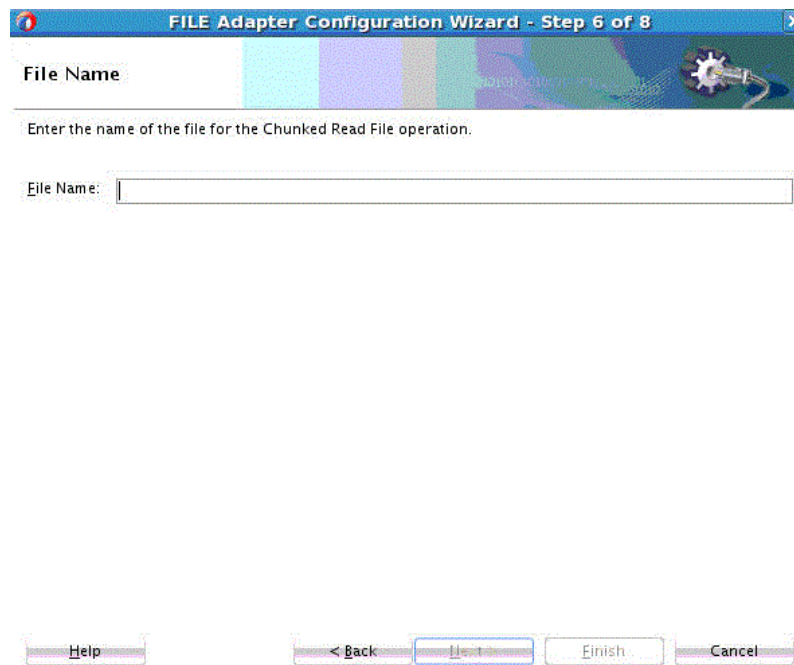 FILE Adapter Configuration Wizard - Step 6 of 8
File Name
Enter the name of the file for the Chunked Read File operation.
File Name:
Help < Back Next > Finish Cancel